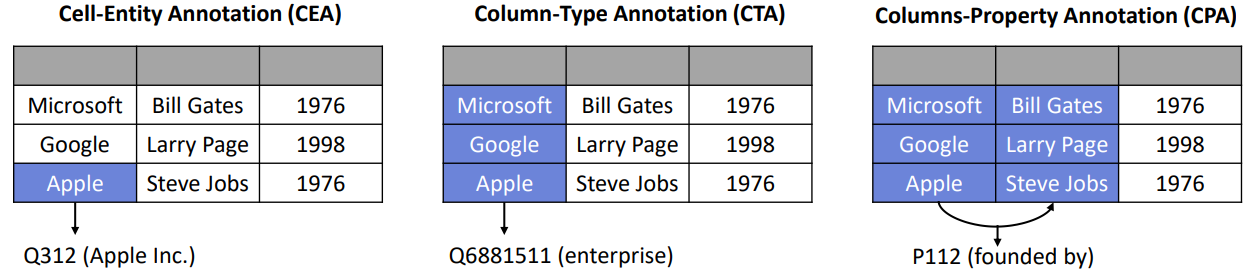 Cell-Entity Annotation (CEA)
Microsoft Bill Gates 1976
Google Larry Page 1998
Apple Steve Jobs 1976
Q312 (Apple Inc.)
Column-Type Annotation (CTA)
Microsoft Bill Gates 1976
Google Larry Page 1998
Apple Steve Jobs 1976
Q6881511 (enterprise)
Columns-Property Annotation (CPA)
Microsoft Bill Gates 1976
Google Larry Page 1998
Apple Steve Jobs 1976
P112 (founded by)